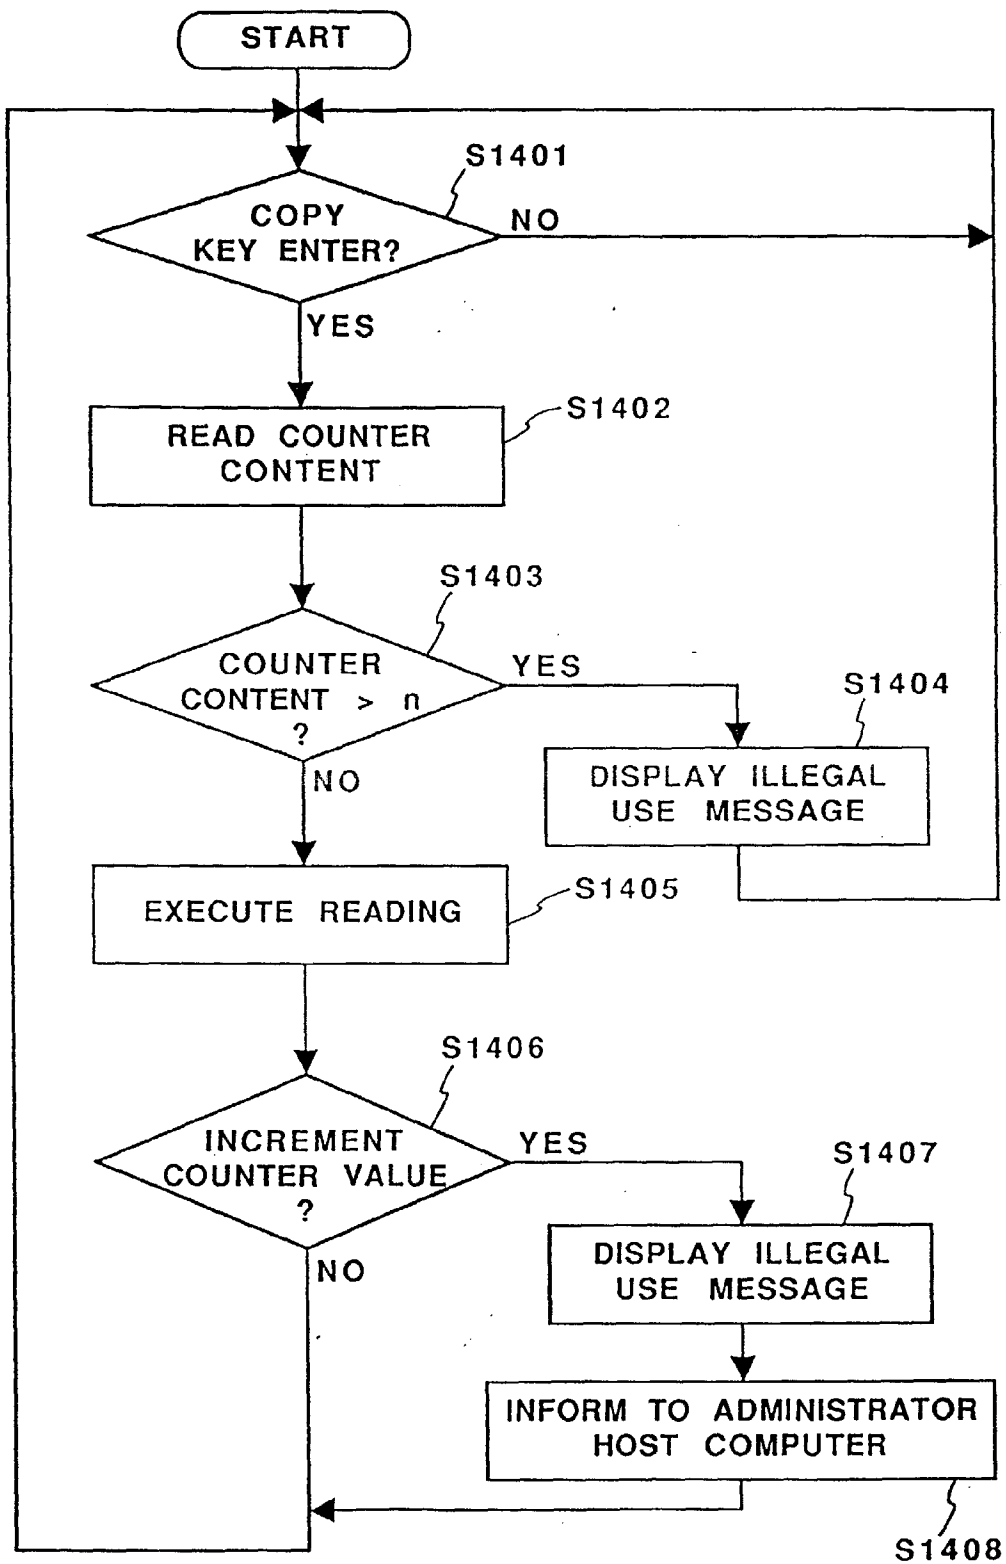 START
S1401
COPY
KEY ENTER?
NO
YES
S1402
READ COUNTER
CONTENT
S1403
COUNTER
CONTENT > n
?
YES
S1404
NO
DISPLAY ILLEGAL
USE MESSAGE
S1405
EXECUTE READING
S1406
INCREMENT
COUNTER VALUE
?
YES
S1407
NO
DISPLAY ILLEGAL
USE MESSAGE
INFORM TO ADMINISTRATOR
HOST COMPUTER
S1408